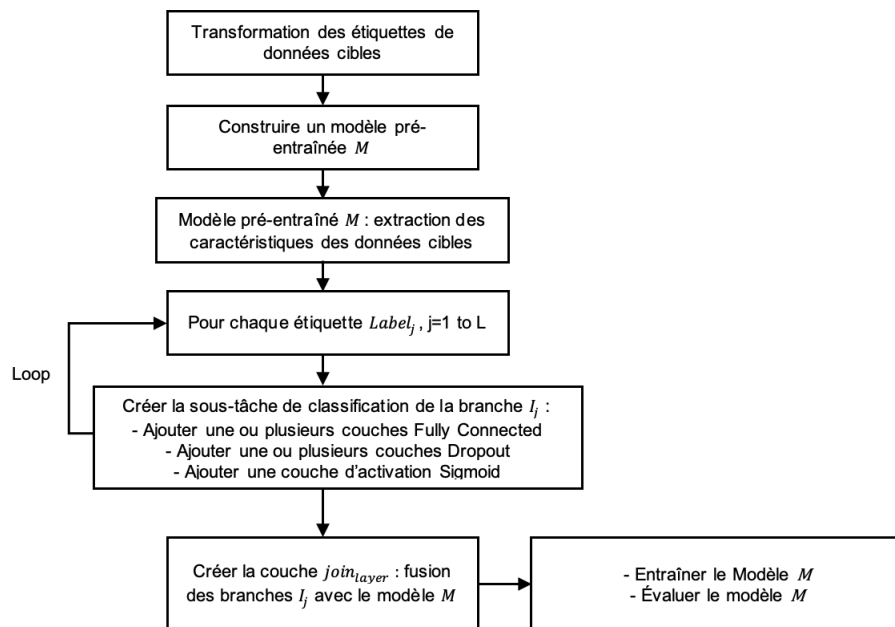 Transformation des étiquettes de
données cibles
Construire un modèle pré-
entraînée M
Modèle pré-entraîné M : extraction des
caractéristiques des données cibles
Pour chaque étiquette Label_j , j=1 to L
Loop
Créer la sous-tâche de classification de la branche I_j :
- Ajouter une ou plusieurs couches Fully Connected
- Ajouter une ou plusieurs couches Dropout
- Ajouter une couche d'activation Sigmoid
Créer la couche join_layer : fusion
des branches I_j avec le modèle M
- Entraîner le Modèle M
- Évaluer le modèle M